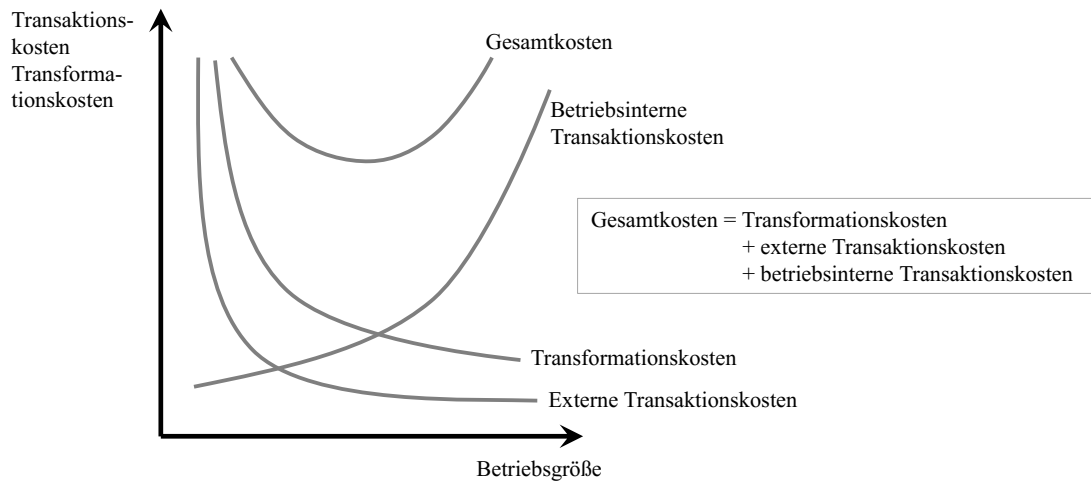 Transaktions-
kosten
Transforma-
tionskosten
Gesamtkosten
Betriebsinterne
Transaktionskosten
Gesamtkosten = Transformationskosten
+ externe Transaktionskosten
+ betriebsinterne Transaktionskosten
Transformationskosten
Externe Transaktionskosten
Betriebsgröße